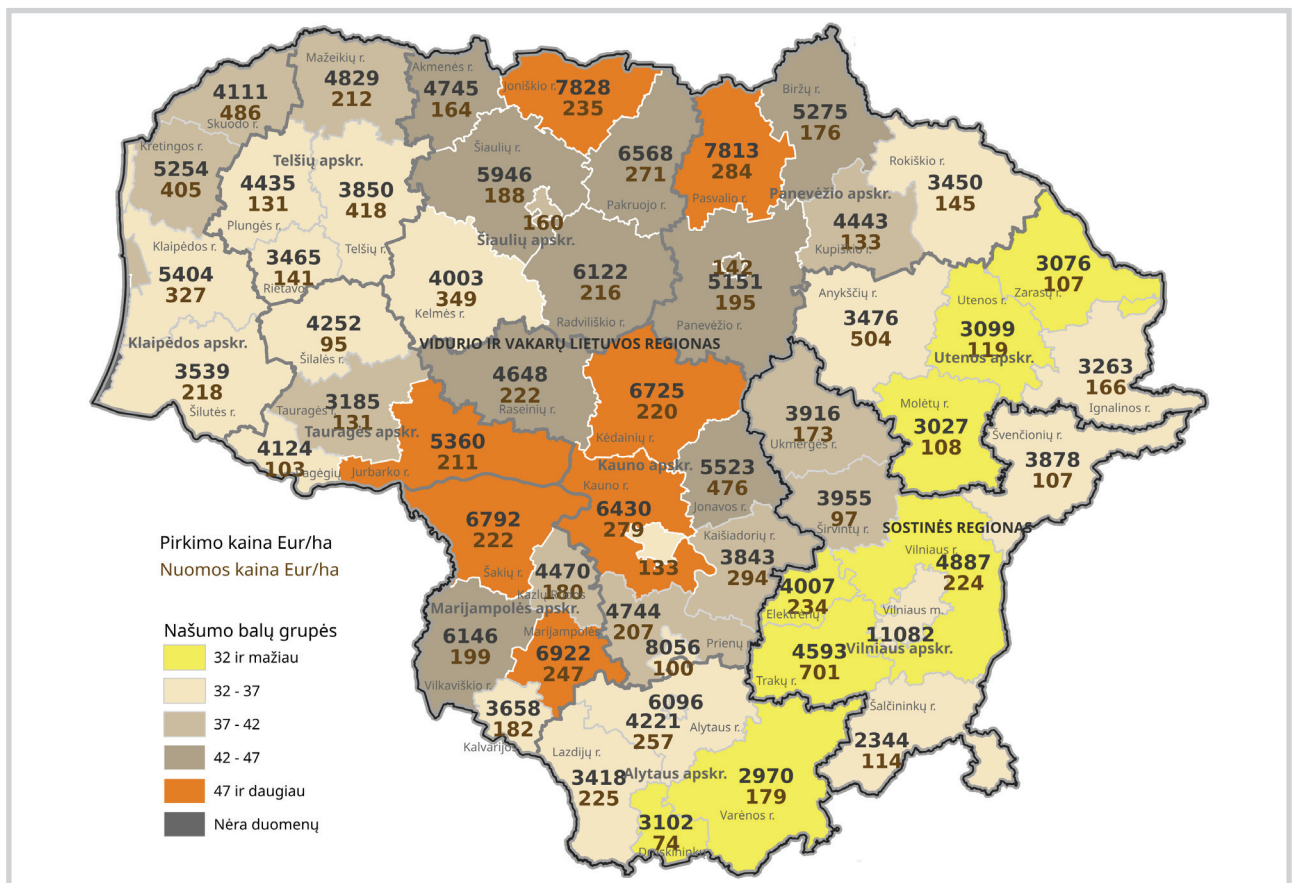 Mažeikių r.
4829
212
Akmenės r.
4745
164
Joniškio r.
7828
235
4111
486
Skuodo r.
Biržų r.
5275
176
Kretingos r.
5254
405
Telšių apskr.
4435
131
Plungės r.
3850
418
Telšių r.
Šiaulių r.
5946
188
160
Šiaulių apskr.
6568
271
Pakruojo r.
7813
284
Pasvalio r.
Panevėžio apskr.
Rokiškio r.
3450
145
4443
133
Kupiškio r.
Klaipėdos r.
5404
327
3465
141
Rietavo
4003
349
Kelmės r.
6122
216
Radviliškio r.
142
5151
195
Panevėžio r.
Anykščių r.
3476
504
Utenos r.
3099
119
Utenos apskr.
3076
Zarasų r.
107
3263
166
Ignalinos r.
4252
95
Šilalės r.
Klaipėdos apskr.
3539
218
Šilutės r.
VIDURIO IR VAKARŲ LIETUVOS REGIONAS
4648
222
Raseinių r.
6725
220
Kėdainių r.
3185
Tauragės r.
131
Tauragės apskr.
4124
103
Pagėgių
Jurbarko r.
5360
211
3916
173
Ukmergės r.
Molėtų r.
3027
108
Švenčionių r.
3878
107
Kauno apskr.
Kauno r.
6430
279
133
5523
476
Jonavos r.
3955
97
Širvintų r.
SOSTINĖS REGIONAS
Vilniaus r.
4887
224
6792
222
Šakių r.
Kaišiadorių r.
3843
294
4007
234
Elektrėnų
Vilniaus m.
11082
Vilniaus apskr.
4470
180
Kazlų Rūdos
Marijampolės apskr.
4744
207
Prienų r.
8056
100
4593
701
Trakų r.
6146
199
Vilkaviškio r.
Marijampolės
6922
247
3658
182
Kalvarijos
6096
4221
257
Alytaus r.
Šalčininkų r.
2344
114
Lazdijų r.
3418
225
Alytaus apskr.
2970
179
Varėnos r.
3102
74
Druskininkų
Pirkimo kaina Eur/ha
Nuomos kaina Eur/ha
Našumo balų grupės
32 ir mažiau
32 - 37
37 - 42
42 - 47
47 ir daugiau
Nėra duomenų